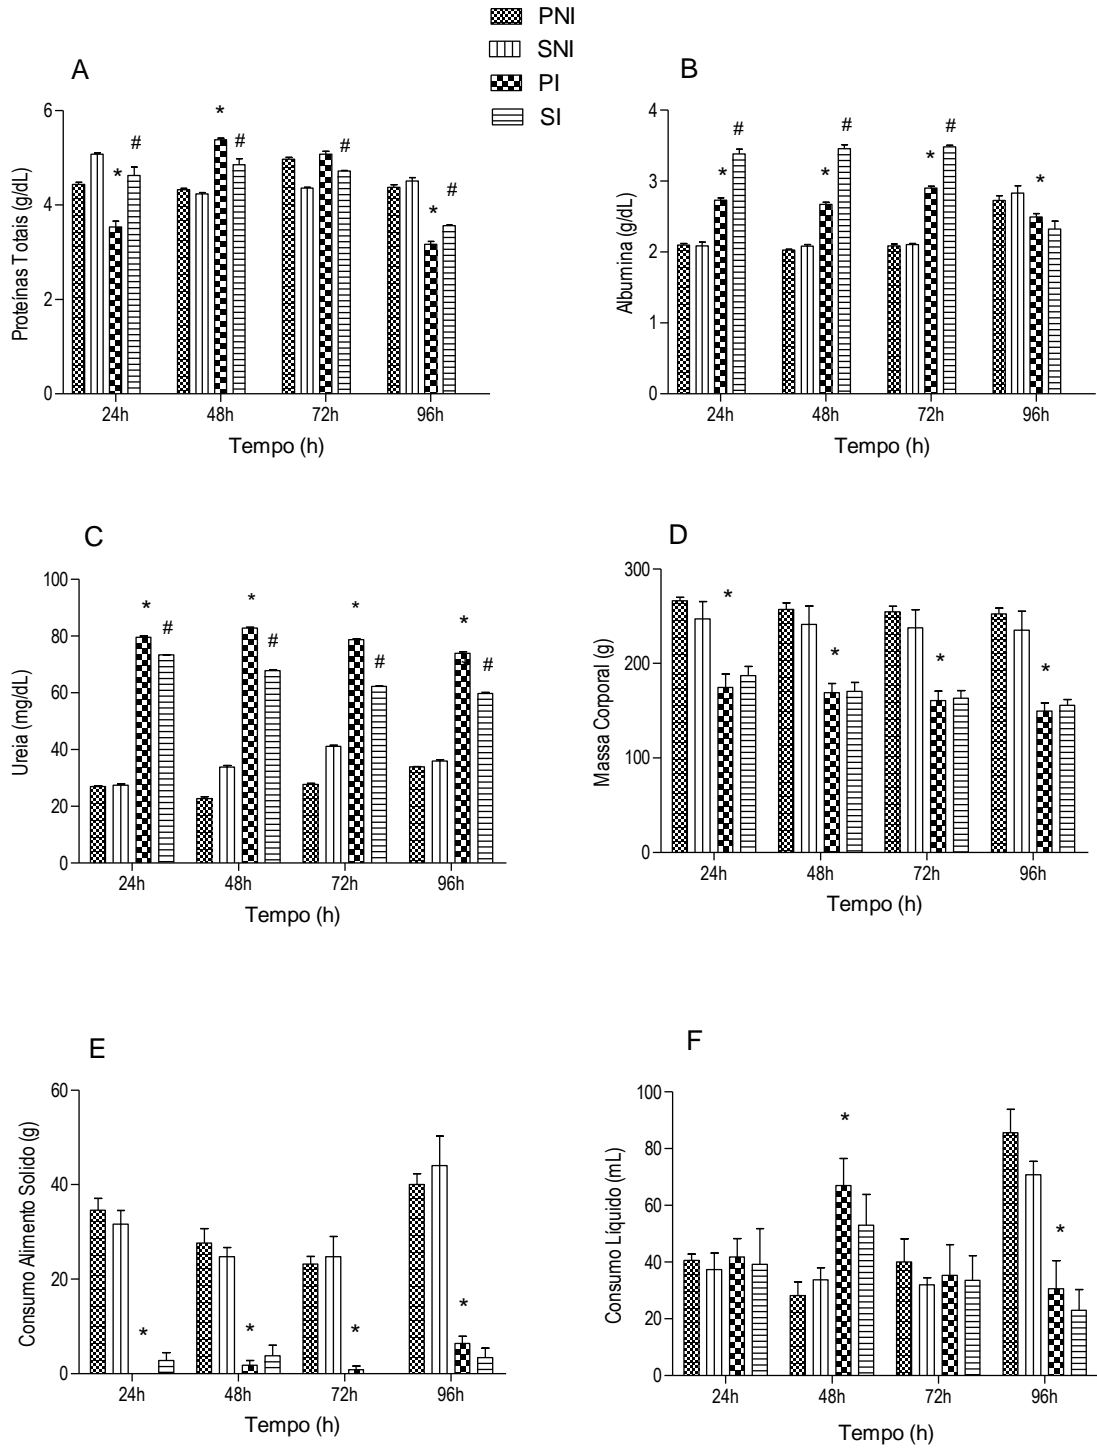 PNI
SNI
PI
SI
A
Proteínas Totais (g/dL)
6
4
2
0
* # * # # * #
24h 48h 72h 96h
Tempo (h)
B
Albumina (g/dL)
4
3
2
1
0
* # * # * # *
24h 48h 72h 96h
Tempo (h)
C
Ureia (mg/dL)
100
80
60
40
20
0
* # * # * # * #
24h 48h 72h 96h
Tempo (h)
D
Massa Corporal (g)
300
200
100
0
* * * *
24h 48h 72h 96h
Tempo (h)
E
Consumo Alimento Solido (g)
60
40
20
0
* * * *
24h 48h 72h 96h
Tempo (h)
F
Consumo Líquido (mL)
100
80
60
40
20
0
* *
24h 48h 72h 96h
Tempo (h)